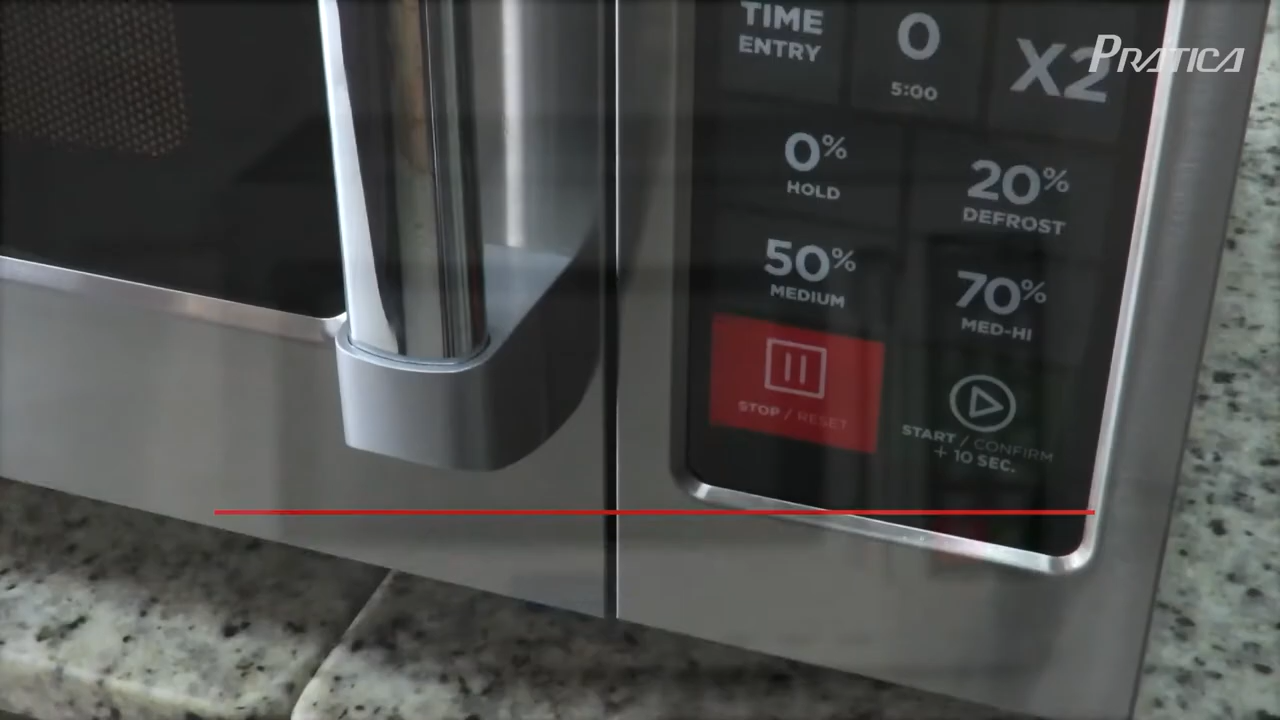 PRATICA
TIME
ENTRY
0
5:00
X2
0%
HOLD
20%
DEFROST
50%
MEDIUM
70%
MED-HI
STOP / RESET
START / CONFIRM
+ 10 SEC.